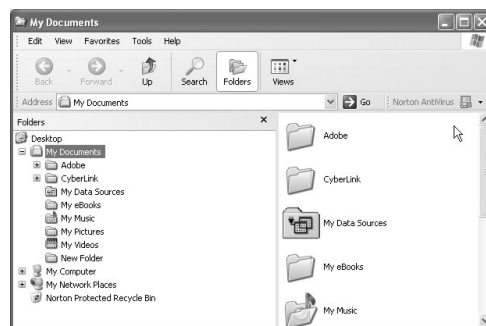 My Documents
Edit View Favorites Tools Help
Back Forward Up Search Folders Views
Address My Documents Go Norton AntiVirus
Folders
Desktop
My Documents
Adobe
CyberLink
My Data Sources
My eBooks
My Music
My Pictures
My Videos
New Folder
My Computer
My Network Places
Norton Protected Recycle Bin
Adobe
CyberLink
My Data Sources
My eBooks
My Music